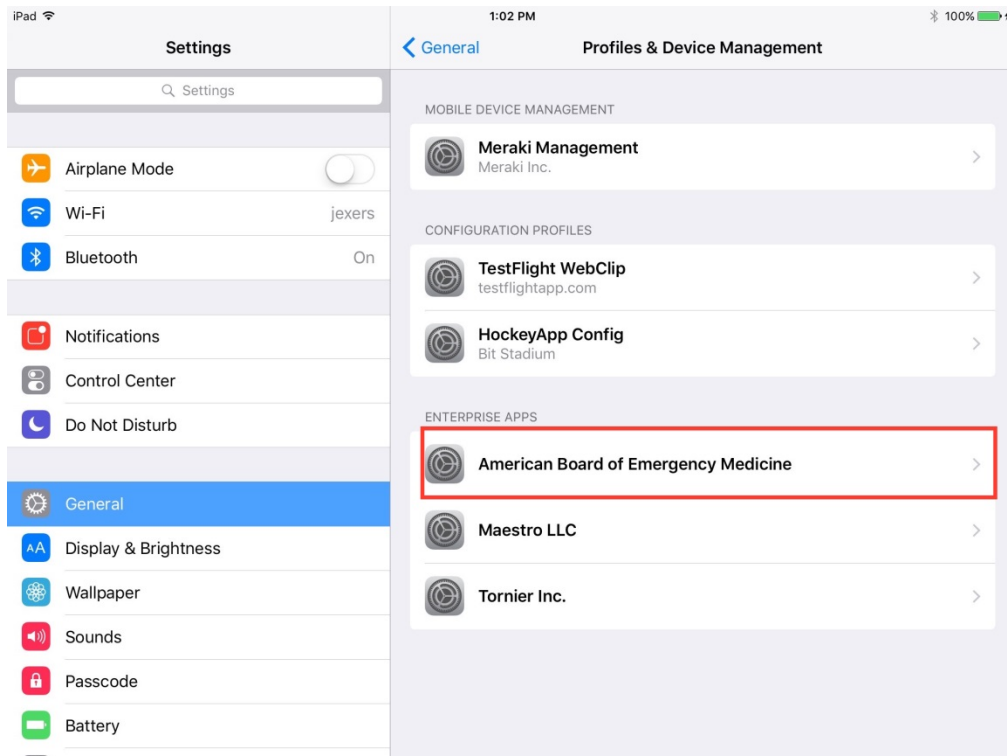 iPad
1:02 PM
100%
Settings
General
Profiles & Device Management
Settings
Airplane Mode
Wi-Fi
jexers
Bluetooth
On
Notifications
Control Center
Do Not Disturb
General
AA
Display & Brightness
Wallpaper
Sounds
Passcode
Battery
MOBILE DEVICE MANAGEMENT
Meraki Management
Meraki Inc.
CONFIGURATION PROFILES
TestFlight WebClip
testflightapp.com
HockeyApp Config
Bit Stadium
ENTERPRISE APPS
American Board of Emergency Medicine
Maestro LLC
Tornier Inc.